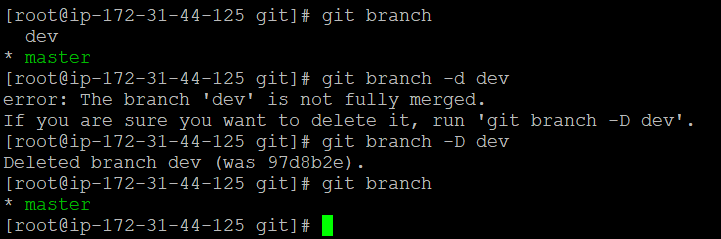 [root@ip-172-31-44-125 git]# git branch
  dev
* master
[root@ip-172-31-44-125 git]# git branch -d dev
error: The branch 'dev' is not fully merged.
If you are sure you want to delete it, run 'git branch -D dev'.
[root@ip-172-31-44-125 git]# git branch -D dev
Deleted branch dev (was 97d8b2e).
[root@ip-172-31-44-125 git]# git branch
* master
[root@ip-172-31-44-125 git]#